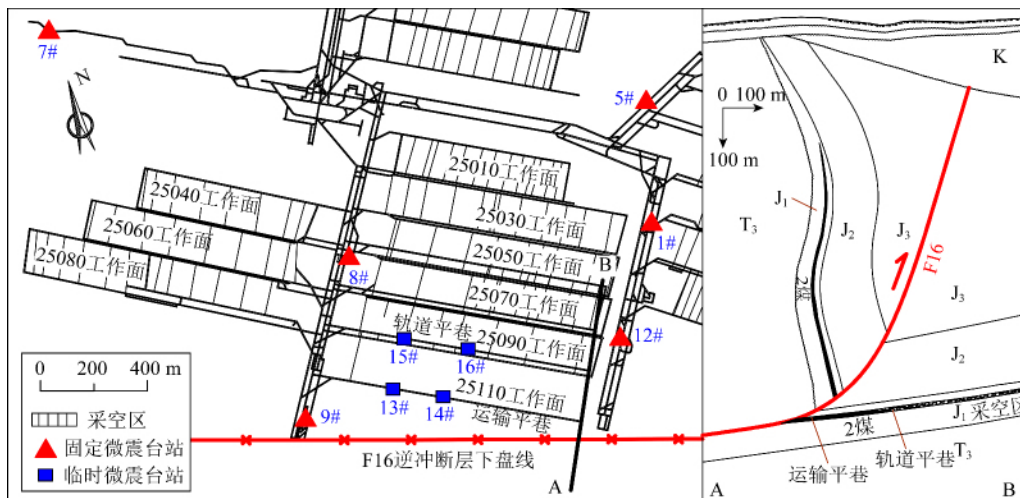 7#
N
5#
25010工作面
25040工作面
25030工作面
1#
25060工作面
25050工作面
B
25080工作面
8#
25070工作面
轨道平巷
12#
25090工作面
15#
16#
25110工作面
13#
14#
运输平巷
9#
0 200 400 m
采空区
固定微震台站
临时微震台站
F16逆冲断层下盘线
A
A
K
0 100 m
100 m
J1
T3
J2
J3
F16
2煤
J3
J2
J1
采空区
2煤
轨道平巷
T3
运输平巷
A
B